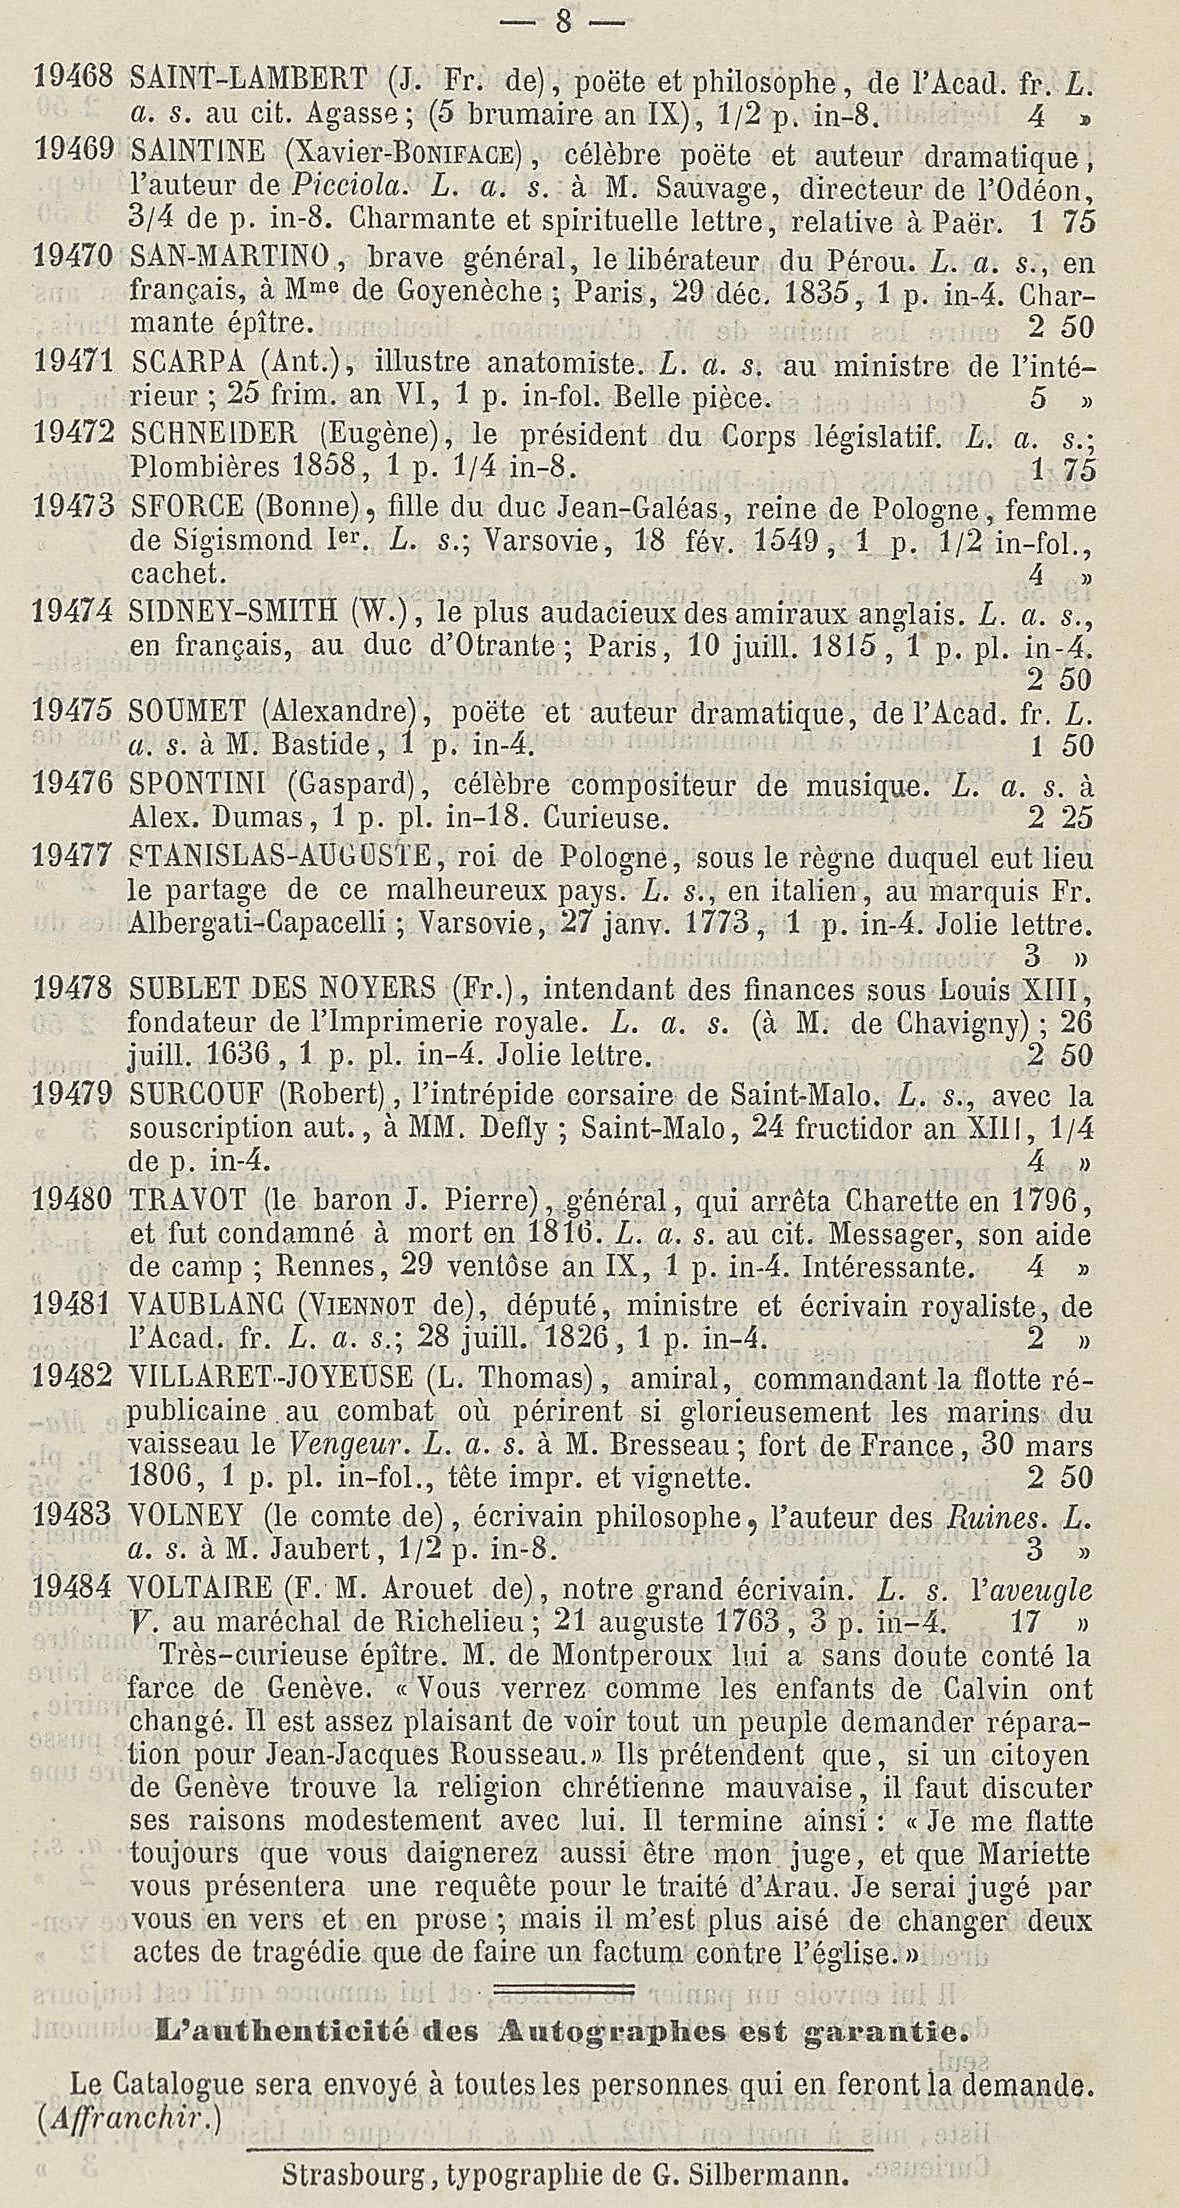 — 8 —
19468 SAINT-LAMBERT (J. Fr. de), poëte et philosophe, de l'Acad. fr. L.
a. s. au cit. Agasse; (5 brumaire an IX), 1/2 p. in-8. 4 »
19469 SAINTINE (Xavier-BONIFACE), célèbre poëte et auteur dramatique,
l'auteur de Picciola. L. a. s. à M. Sauvage, directeur de l'Odéon,
3/4 de p. in-8. Charmante et spirituelle lettre, relative à Paër. 1 75
19470 SAN-MARTINO, brave général, le libérateur du Pérou. L. a. s., en
français, à Mme de Goyenèche; Paris, 29 déc. 1835, 1 p. in-4. Char-
mante épître. 2 50
19471 SCARPA (Ant.), illustre anatomiste. L. a. s. au ministre de l'inté-
rieur; 25 frim. an VI, 1 p. in-fol. Belle pièce. 5 »
19472 SCHNEIDER (Eugène), le président du Corps législatif. L. a. s.;
Plombières 1858, 1 p. 1/4 in-8. 1 75
19473 SFORCE (Bonne), fille du duc Jean-Galéas, reine de Pologne, femme
de Sigismond Ier. L. s.; Varsovie, 18 fév. 1549, 1 p. 1/2 in-fol.,
cachet. 4 »
19474 SIDNEY-SMITH (W.), le plus audacieux des amiraux anglais. L. a. s.,
en français, au duc d'Otrante; Paris, 10 juill. 1815, 1 p. pl. in-4.
2 50
19475 SOUMET (Alexandre), poëte et auteur dramatique, de l'Acad. fr. L.
a. s. à M. Bastide, 1 p. in-4. 1 50
19476 SPONTINI (Gaspard), célèbre compositeur de musique. L. a. s. à
Alex. Dumas, 1 p. pl. in-18. Curieuse. 2 25
19477 STANISLAS-AUGUSTE, roi de Pologne, sous le règne duquel eut lieu
le partage de ce malheureux pays. L. s., en italien, au marquis Fr.
Albergati-Capacelli; Varsovie, 27 janv. 1773, 1 p. in-4. Jolie lettre.
3 »
19478 SUBLET DES NOYERS (Fr.), intendant des finances sous Louis XIII,
fondateur de l'Imprimerie royale. L. a. s. (à M. de Chavigny); 26
juill. 1636, 1 p. pl. in-4. Jolie lettre. 2 50
19479 SURCOUF (Robert), l'intrépide corsaire de Saint-Malo. L. s., avec la
souscription aut., à MM. Defly; Saint-Malo, 24 fructidor an XIII, 1/4
de p. in-4. 4 »
19480 TRAVOT (le baron J. Pierre), général, qui arrêta Charette en 1796,
et fut condamné à mort en 1816. L. a. s. au cit. Messager, son aide
de camp; Rennes, 29 ventôse an IX, 1 p. in-4. Intéressante. 4 »
19481 VAUBLANC (VIENNOT de), député, ministre et écrivain royaliste, de
l'Acad. fr. L. a. s.; 28 juill. 1826, 1 p. in-4. 2 »
19482 VILLARET-JOYEUSE (L. Thomas), amiral, commandant la flotte ré-
publicaine au combat où périrent si glorieusement les marins du
vaisseau le Vengeur. L. a. s. à M. Bresseau; fort de France, 30 mars
1806, 1 p. pl. in-fol., tête impr. et vignette. 2 50
19483 VOLNEY (le comte de), écrivain philosophe, l'auteur des Ruines. L.
a. s. à M. Jaubert, 1/2 p. in-8. 3 »
19484 VOLTAIRE (F. M. Arouet de), notre grand écrivain. L. s. l'aveugle
V. au maréchal de Richelieu; 21 auguste 1763, 3 p. in-4. 17 »
Très-curieuse épître. M. de Montperoux lui a sans doute conté la
farce de Genève. « Vous verrez comme les enfants de Calvin ont
changé. Il est assez plaisant de voir tout un peuple demander répara-
tion pour Jean-Jacques Rousseau.» Ils prétendent que, si un citoyen
de Genève trouve la religion chrétienne mauvaise, il faut discuter
ses raisons modestement avec lui. Il termine ainsi : « Je me flatte
toujours que vous daignerez aussi être mon juge, et que Mariette
vous présentera une requête pour le traité d'Arau. Je serai jugé par
vous en vers et en prose; mais il m'est plus aisé de changer deux
actes de tragédie que de faire un factum contre l'église.»
L'authenticité des Autographes est garantie.
Le Catalogue sera envoyé à toutes les personnes qui en feront la demande.
(Affranchir.)
Strasbourg, typographie de G. Silbermann.